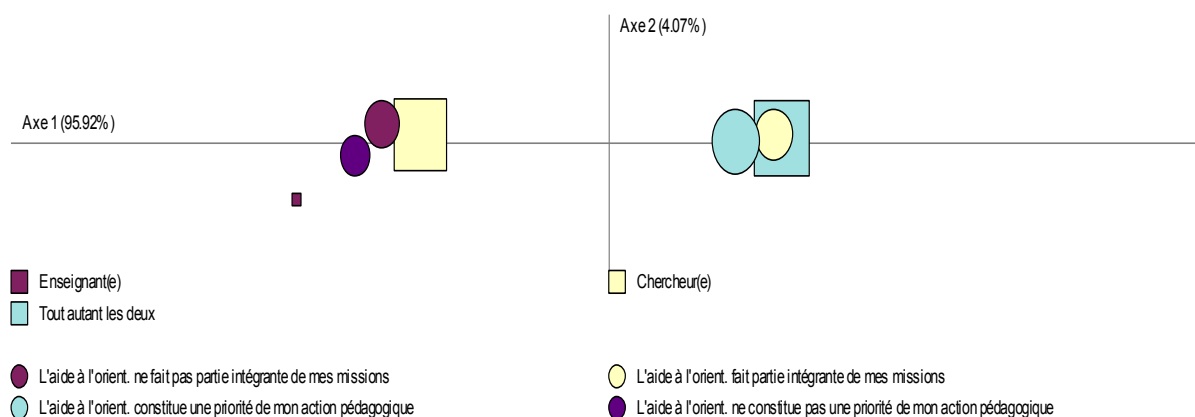 Axe 2 (4.07%)
Axe 1 (95.92%)
Enseignant(e)
Chercheur(e)
Tout autant les deux
L'aide à l'orient. ne fait pas partie intégrante de mes missions
L'aide à l'orient. fait partie intégrante de mes missions
L'aide à l'orient. constitue une priorité de mon action pédagogique
L'aide à l'orient. ne constitue pas une priorité de mon action pédagogique